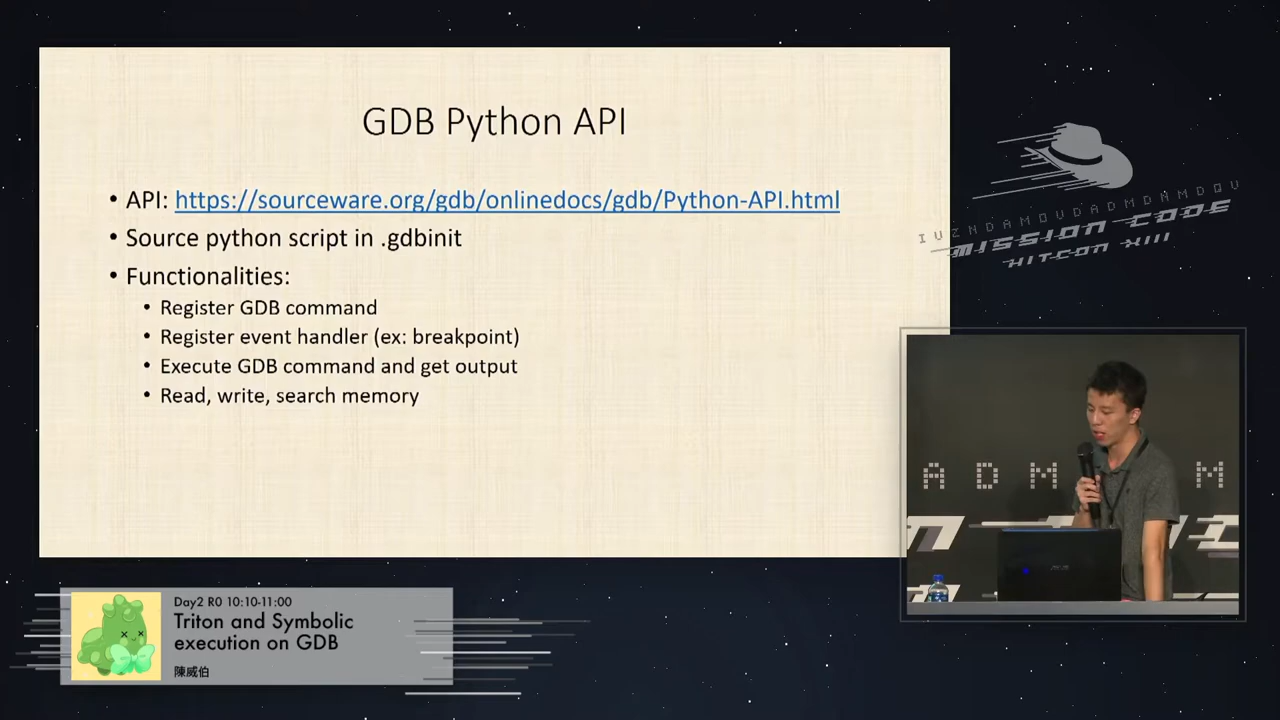 GDB Python API
• API: https://sourceware.org/gdb/onlinedocs/gdb/Python-API.html
• Source python script in .gdbinit
• Functionalities:
• Register GDB command
• Register event handler (ex: breakpoint)
• Execute GDB command and get output
• Read, write, search memory
IVZNDAMOVDADMDAHMDQV
MISSION CODE
HITCON XIII
A D M M
Day2 R0 10:10-11:00
Triton and Symbolic
execution on GDB
陳威伯